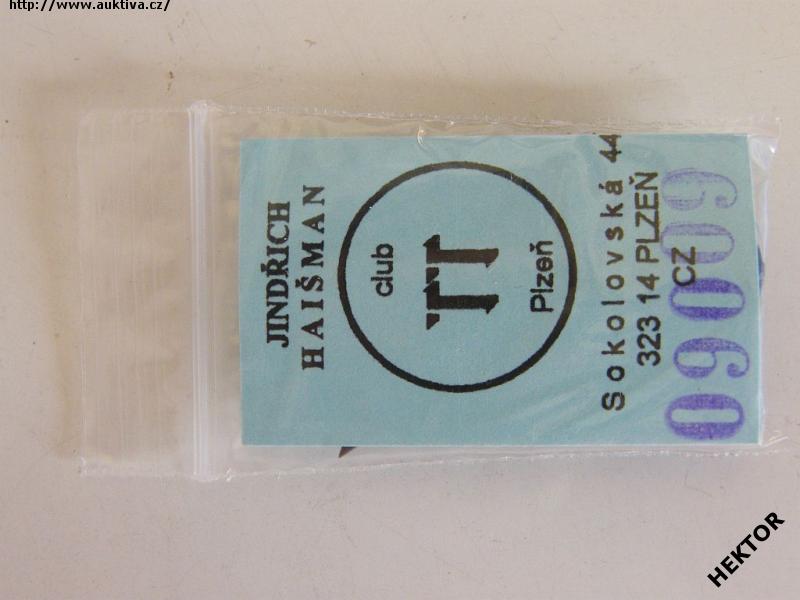 http://www.auktiva.cz/
JINDŘICH
HAIŠMAN
club
TT
Plzeň
Sokolovská 44
323 14 PLZEŇ
CZ
09009
HEKTOR